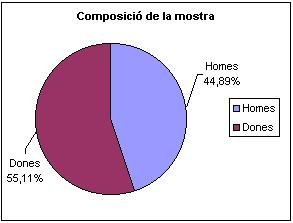 Composició de la mostra
Homes
44,89%
Homes
Dones
Dones
55,11%